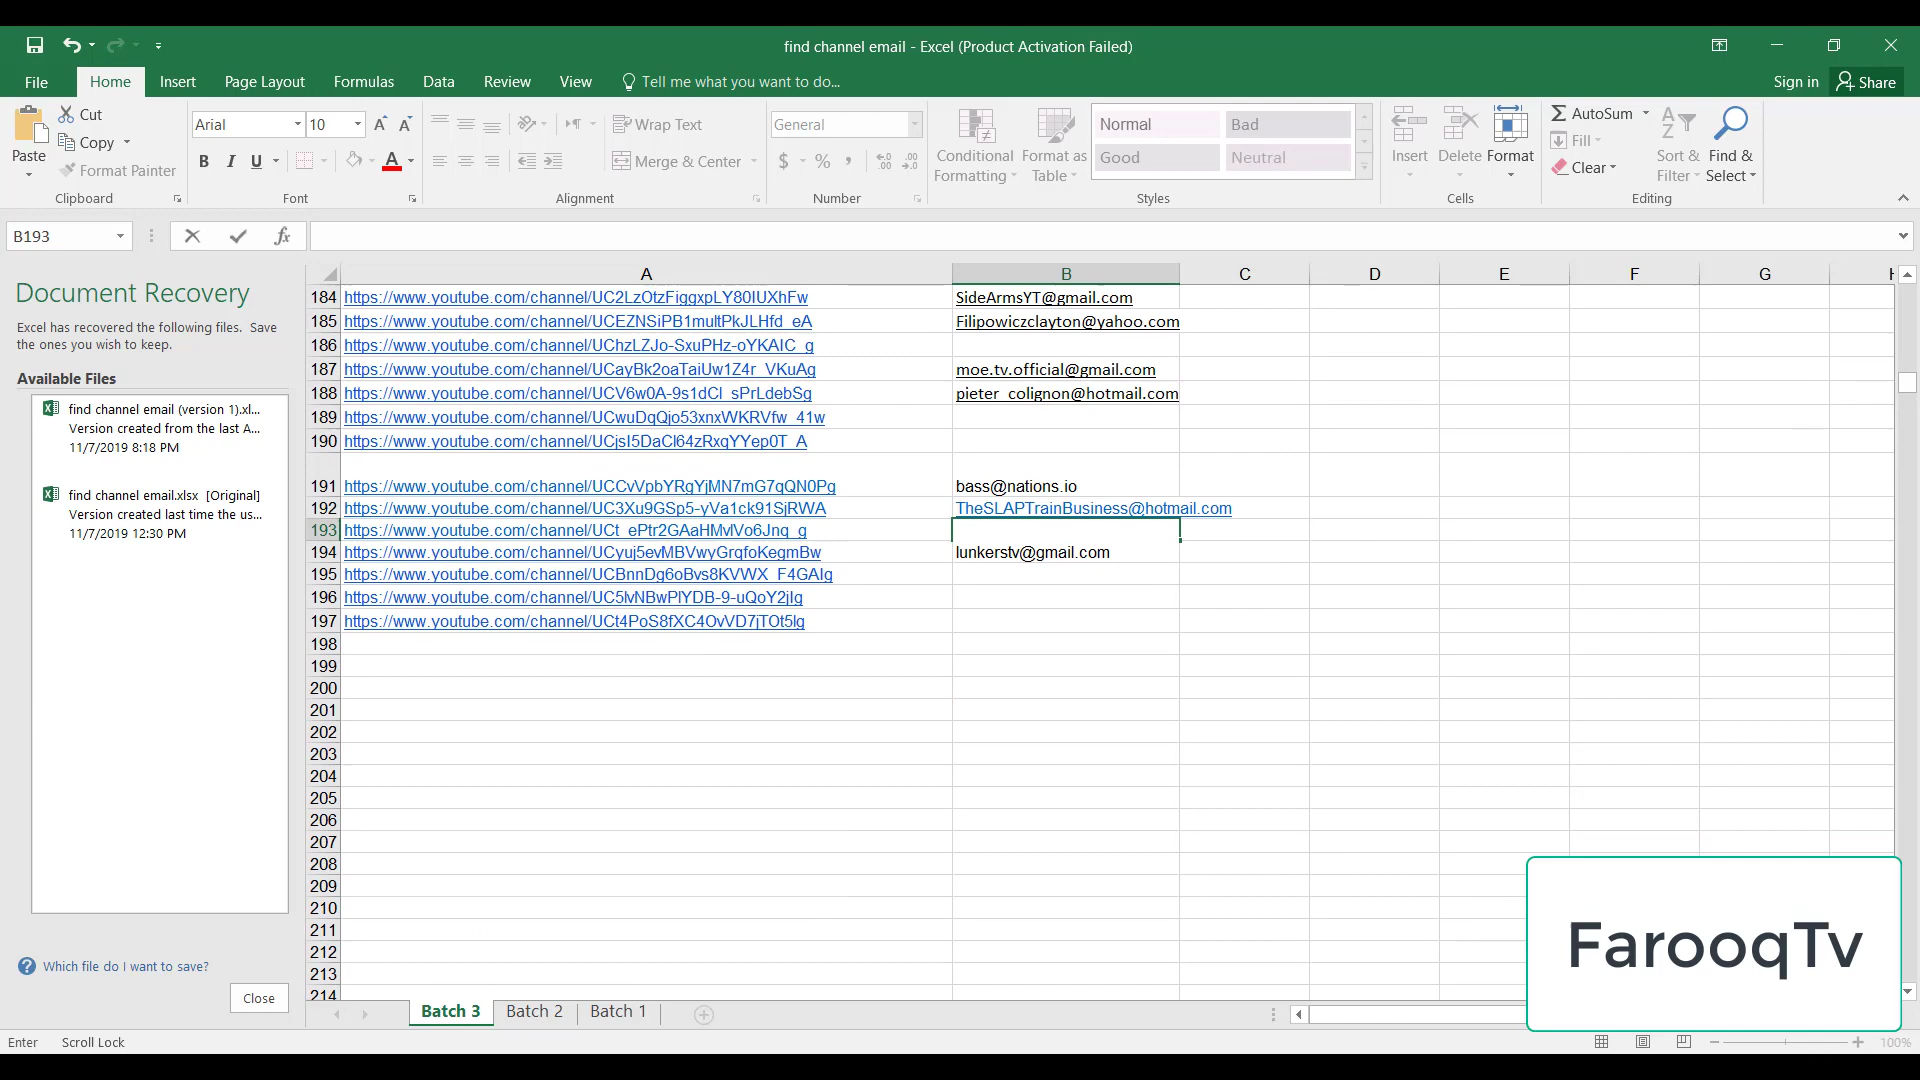 find channel email - Excel (Product Activation Failed)
File Home Insert Page Layout Formulas Data Review View Tell me what you want to do... Sign in Share
Paste Cut Copy Format Painter
Clipboard
Arial 10
B I U A
Font
Wrap Text
Merge & Center
Alignment
General
$ % ,
Number
Conditional Formatting
Format as Table
Normal Bad
Good Neutral
Styles
Insert Delete Format
Cells
AutoSum
Fill
Clear
Sort & Filter
Find & Select
Editing
B193 fx
Document Recovery
Excel has recovered the following files. Save
the ones you wish to keep.
Available Files
find channel email (version 1).xl...
Version created from the last A...
11/7/2019 8:18 PM
find channel email.xlsx [Original]
Version created last time the us...
11/7/2019 12:30 PM
Which file do I want to save?
Close
A B C D E F G H
184 https://www.youtube.com/channel/UC2LzOtzFiggxpLY80IUXhFw SideArmsYT@gmail.com
185 https://www.youtube.com/channel/UCEZNSiPB1multPkJLHfd_eA Filipowiczclayton@yahoo.com
186 https://www.youtube.com/channel/UChzLZJo-SxuPHz-oYKAIC_g
187 https://www.youtube.com/channel/UCayBk2oaTaiUw1Z4r_VKuAg moe.tv.official@gmail.com
188 https://www.youtube.com/channel/UCV6w0A-9s1dCl_sPrLdebSg pieter_colignon@hotmail.com
189 https://www.youtube.com/channel/UCwuDqQjo53xnxWKRVfw_41w
190 https://www.youtube.com/channel/UCjsI5DaCl64zRxqYYep0T_A
191 https://www.youtube.com/channel/UCCvVpbYRgYjMN7mG7qQN0Pg bass@nations.io
192 https://www.youtube.com/channel/UC3Xu9GSp5-yVa1ck91SjRWA TheSLAPTrainBusiness@hotmail.com
193 https://www.youtube.com/channel/UCt_ePtr2GAaHMvlVo6Jnq_g
194 https://www.youtube.com/channel/UCyuj5evMBVwyGrqfoKegmBw lunkerstv@gmail.com
195 https://www.youtube.com/channel/UCBnnDg6oBvs8KVWX_F4GAIg
196 https://www.youtube.com/channel/UC5lvNBwPlYDB-9-uQoY2jIg
197 https://www.youtube.com/channel/UCt4PoS8fXC4OvVD7jTOt5Ig
198
199
200
201
202
203
204
205
206
207
208
209
210
211
212
213
214
FarooqTv
Batch 3 Batch 2 Batch 1
Enter Scroll Lock 100%